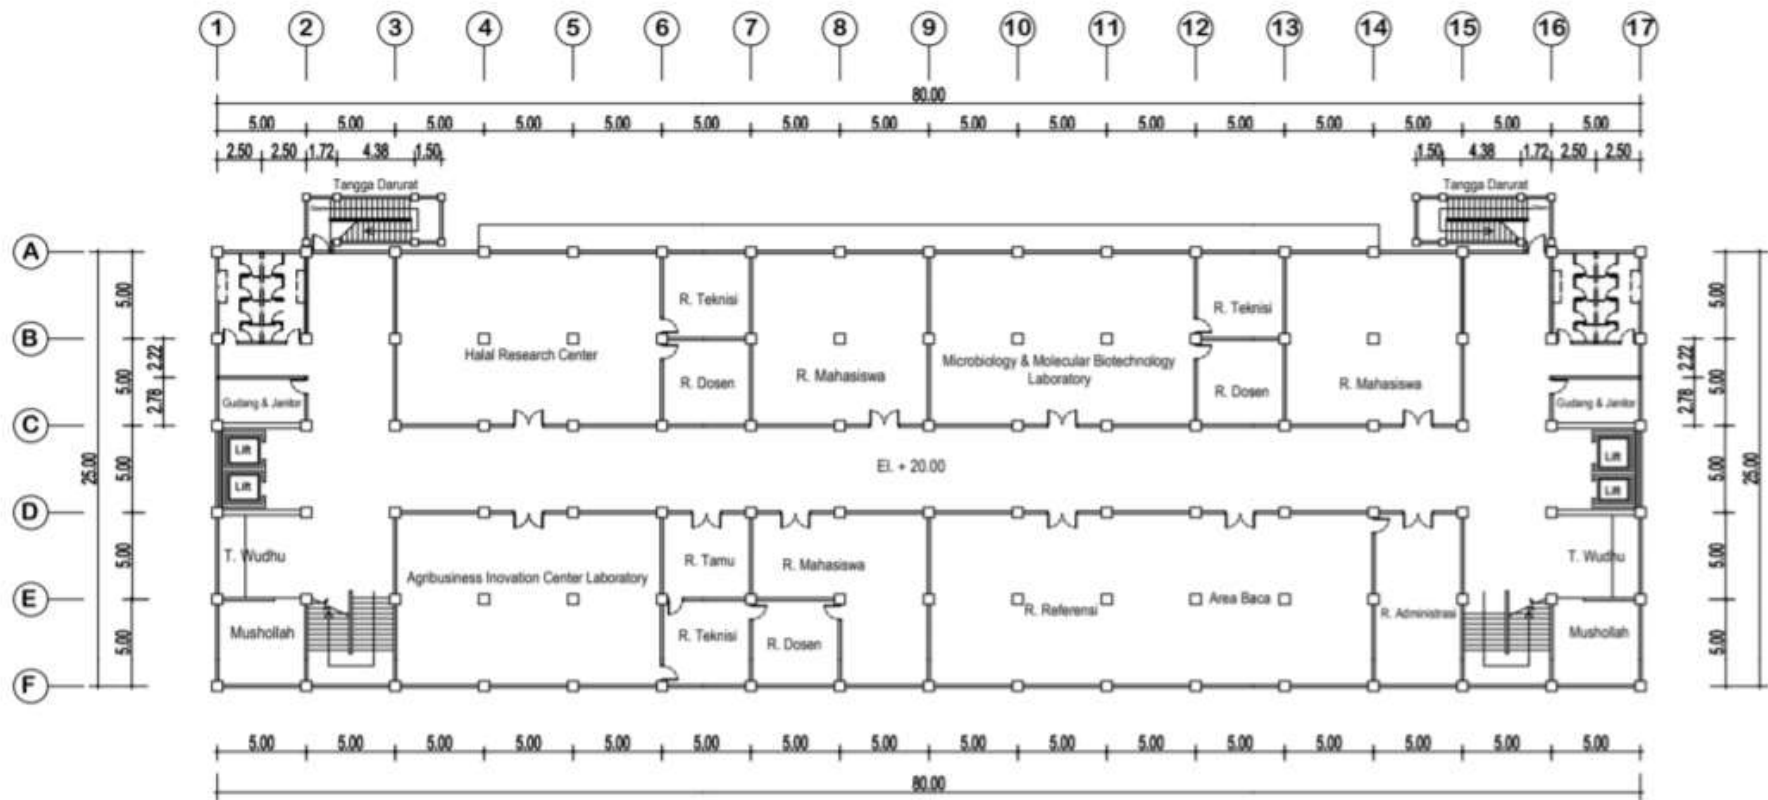 1 2 3 4 5 6 7 8 9 10 11 12 13 14 15 16 17
80.00
5.00 5.00 5.00 5.00 5.00 5.00 5.00 5.00 5.00 5.00 5.00 5.00 5.00 5.00 5.00 5.00
2.50 2.50 1.72 4.38 1.50 1.50 4.38 1.72 2.50 2.50
Tangga Darurat Tangga Darurat
A
5.00 5.00
R. Teknisi R. Teknisi
B
2.22 2.22
Halal Research Center
Microbiology & Molecular Biotechnology
Laboratory
5.00 5.00
R. Dosen R. Mahasiswa R. Dosen R. Mahasiswa
2.78 2.78
Gudang & Janitor Gudang & Janitor
C
Lift Lift
25.00 5.00 El. + 20.00 5.00 25.00
Lift Lift
D
5.00 T. Wudhu R. Tamu R. Mahasiswa T. Wudhu 5.00
Agribusiness Inovation Center Laboratory
E
R. Referensi Area Baca R. Administrasi
5.00 Mushollah R. Teknisi R. Dosen Mushollah 5.00
F
5.00 5.00 5.00 5.00 5.00 5.00 5.00 5.00 5.00 5.00 5.00 5.00 5.00 5.00 5.00 5.00
80.00